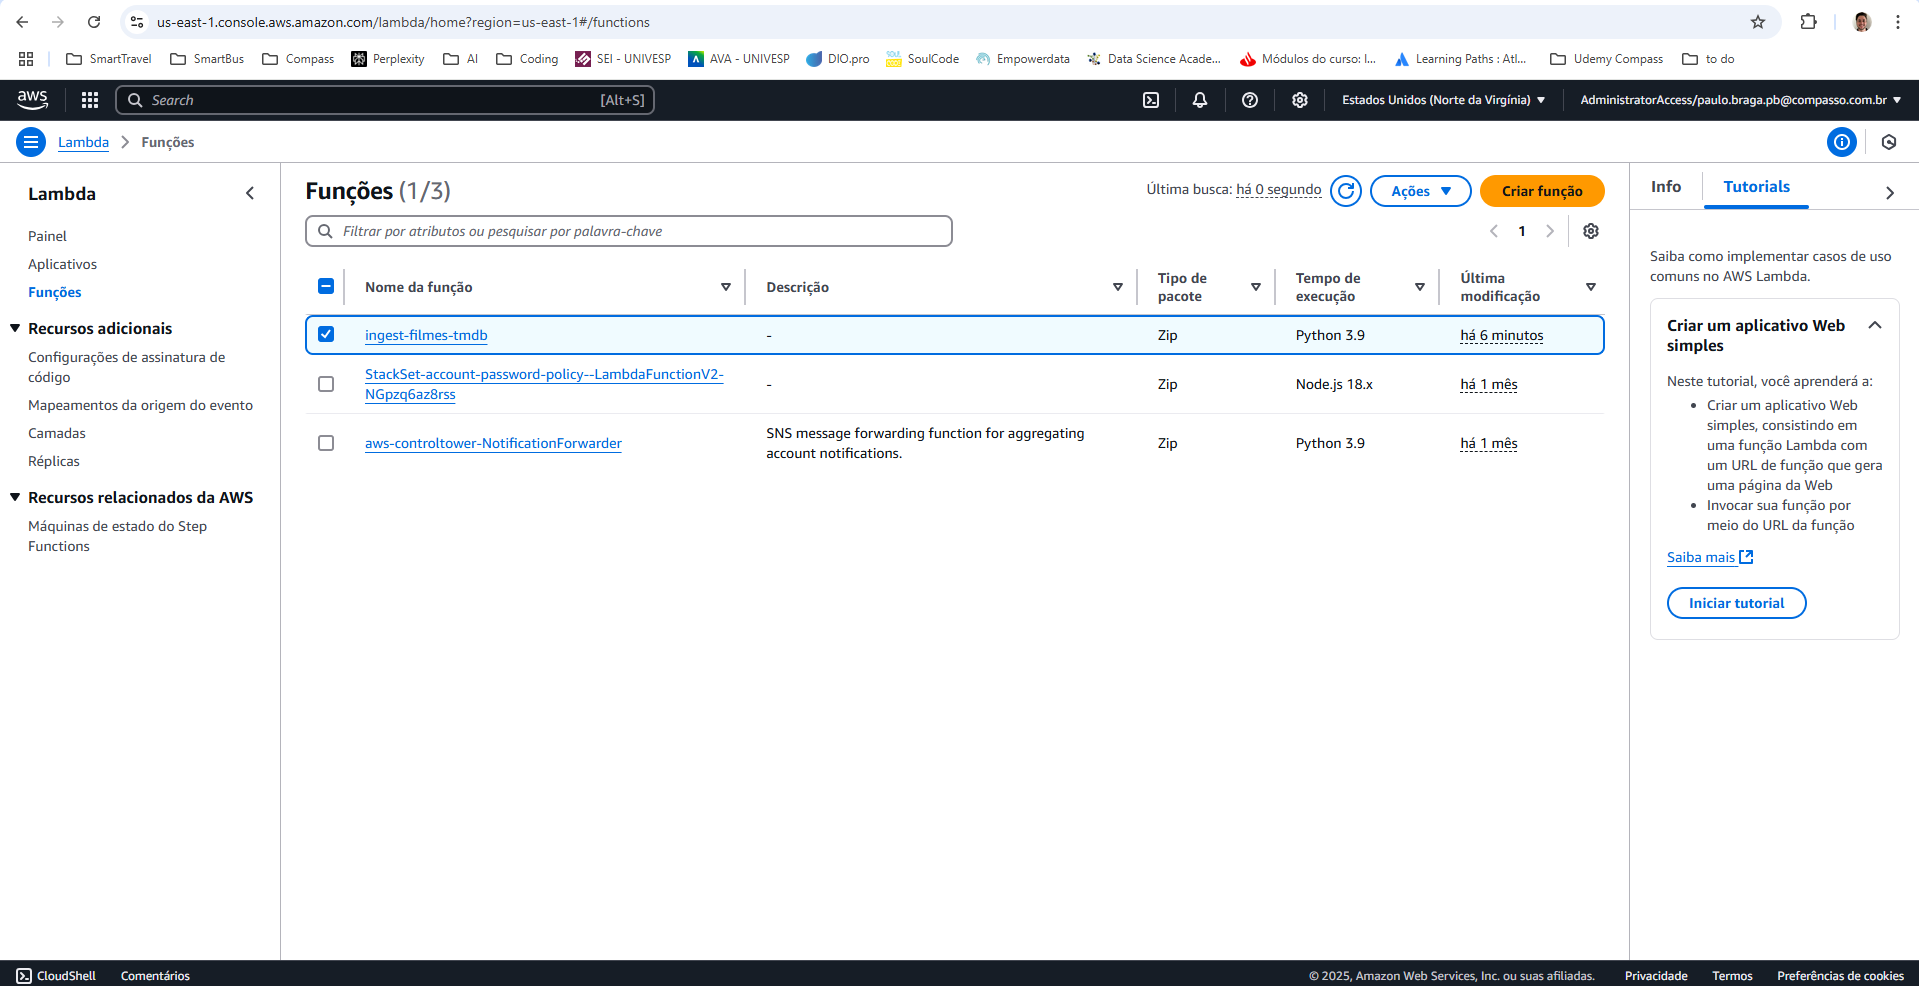 us-east-1.console.aws.amazon.com/lambda/home?region=us-east-1#/functions
SmartTravel SmartBus Compass Perplexity AI Coding SEI - UNIVESP AVA - UNIVESP DIO.pro SoulCode Empowerdata Data Science Acade... Módulos do curso: I... Learning Paths : Atl... Udemy Compass to do
aws Search [Alt+S] Estados Unidos (Norte da Virgínia) AdministratorAccess/paulo.braga.pb@compasso.com.br
Lambda Funções
Lambda
Painel
Aplicativos
Funções
Recursos adicionais
Configurações de assinatura de
código
Mapeamentos da origem do evento
Camadas
Réplicas
Recursos relacionados da AWS
Máquinas de estado do Step
Functions
Funções (1/3)
Última busca: há 0 segundo Ações Criar função
Filtrar por atributos ou pesquisar por palavra-chave
1
Nome da função Descrição Tipo de pacote Tempo de execução Última modificação
ingest-filmes-tmdb - Zip Python 3.9 há 6 minutos
StackSet-account-password-policy--LambdaFunctionV2-
NGpzq6az8rss - Zip Node.js 18.x há 1 mês
aws-controltower-NotificationForwarder SNS message forwarding function for aggregating
account notifications. Zip Python 3.9 há 1 mês
Info Tutorials
Saiba como implementar casos de uso
comuns no AWS Lambda.
Criar um aplicativo Web
simples
Neste tutorial, você aprenderá a:
Criar um aplicativo Web
simples, consistindo em
uma função Lambda com
um URL de função que gera
uma página da Web
Invocar sua função por
meio do URL da função
Saiba mais
Iniciar tutorial
CloudShell Comentários © 2025, Amazon Web Services, Inc. ou suas afiliadas. Privacidade Termos Preferências de cookies